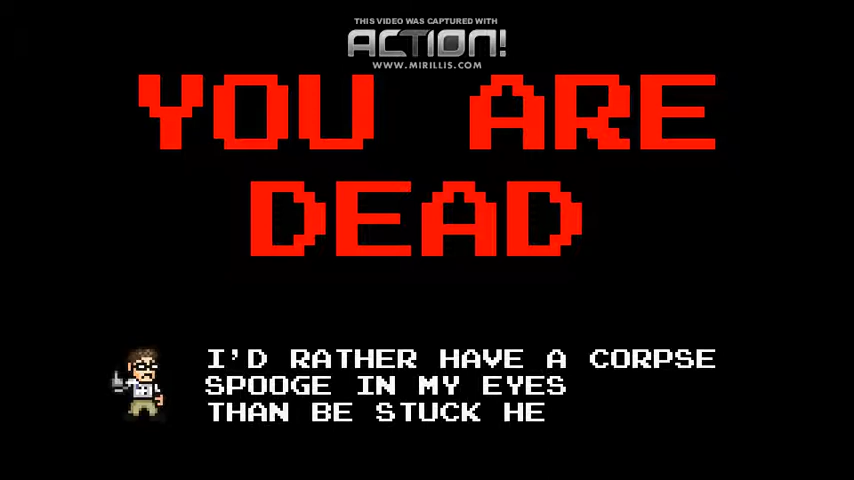 THIS VIDEO WAS CAPTURED WITH
ACTION!
WWW.MIRILLIS.COM
YOU ARE
DEAD
I'D RATHER HAVE A CORPSE
SPOOGE IN MY EYES
THAN BE STUCK HE